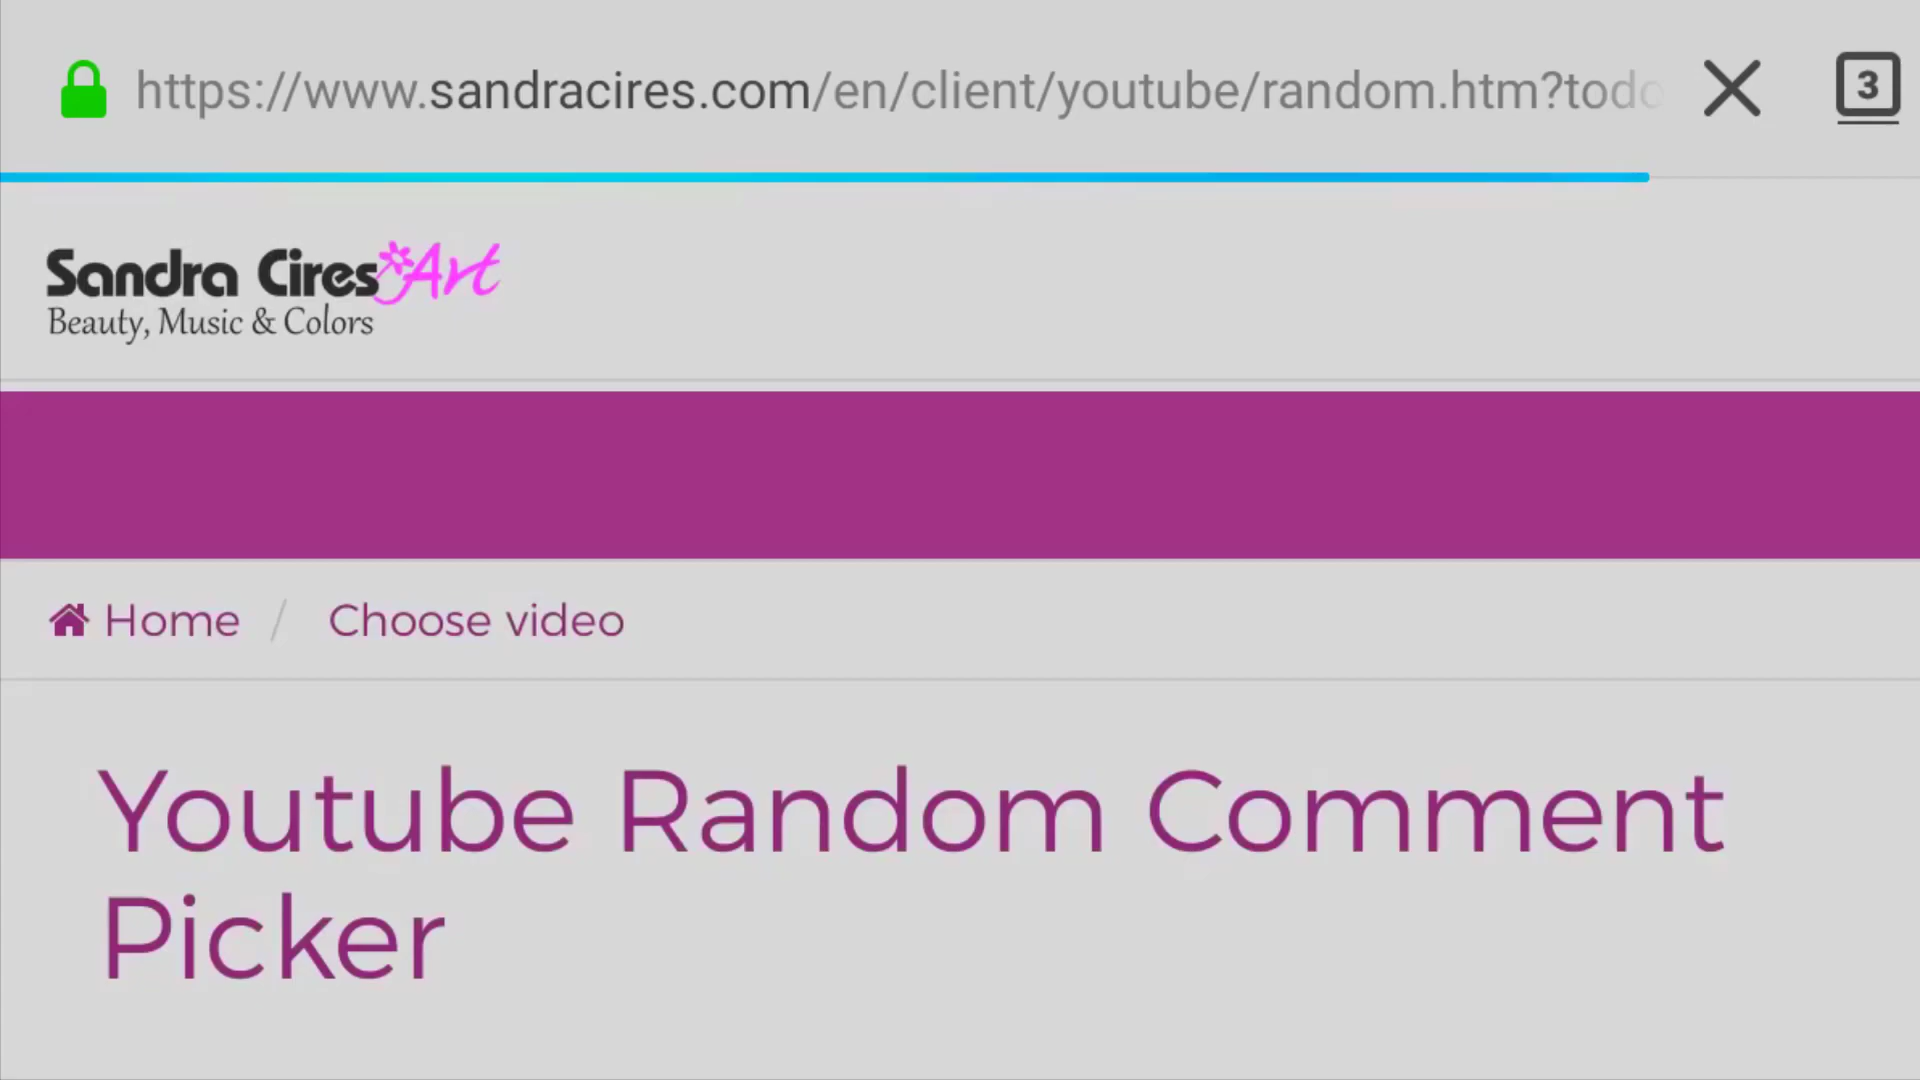 https://www.sandracires.com/en/client/youtube/random.htm?todo
3
Sandra Cires Art
Beauty, Music & Colors
Home / Choose video
Youtube Random Comment
Picker